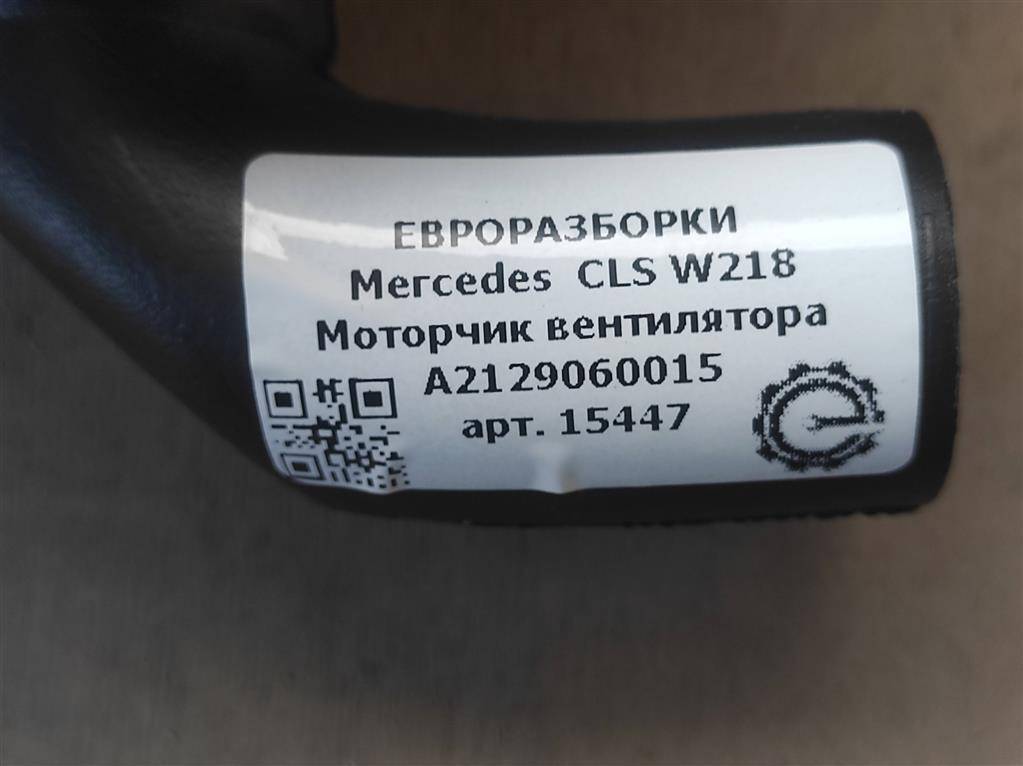 ЕВРОРАЗБОРКИ
Mercedes CLS W218
Моторчик вентилятора
A2129060015
арт. 15447